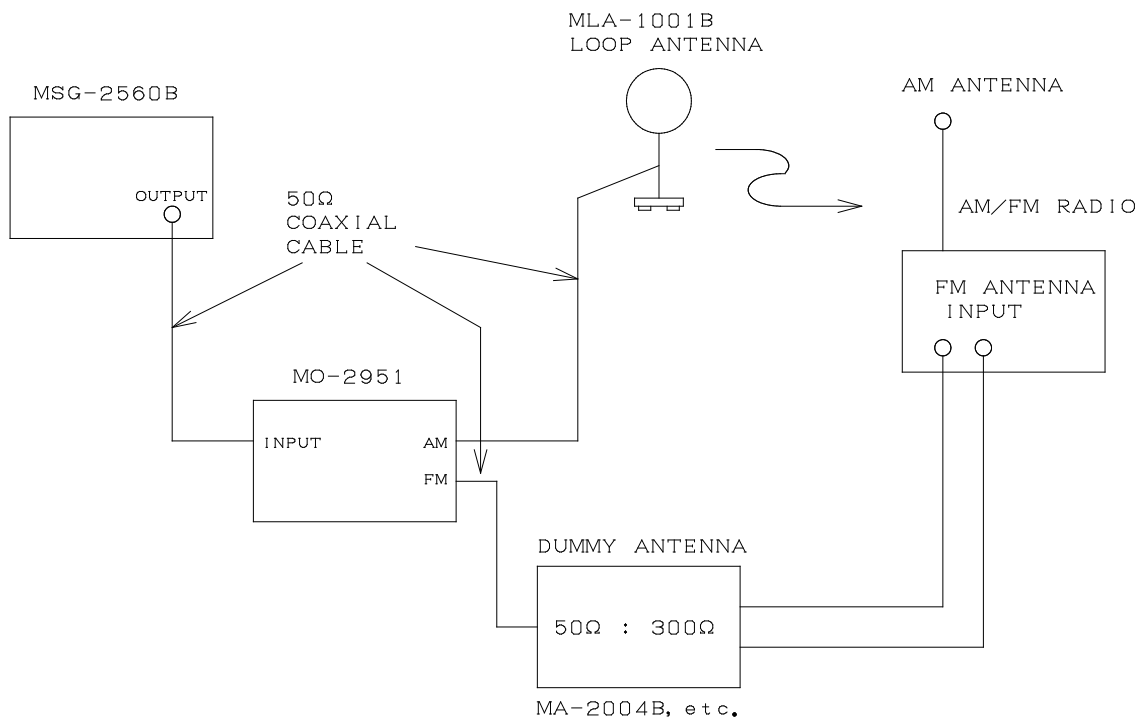 MLA-1001B
LOOP ANTENNA
MSG-2560B
AM ANTENNA
OUTPUT
50Ω
COAXIAL
CABLE
AM/FM RADIO
FM ANTENNA
INPUT
MO-2951
INPUT
AM
FM
DUMMY ANTENNA
50Ω : 300Ω
MA-2004B, etc.